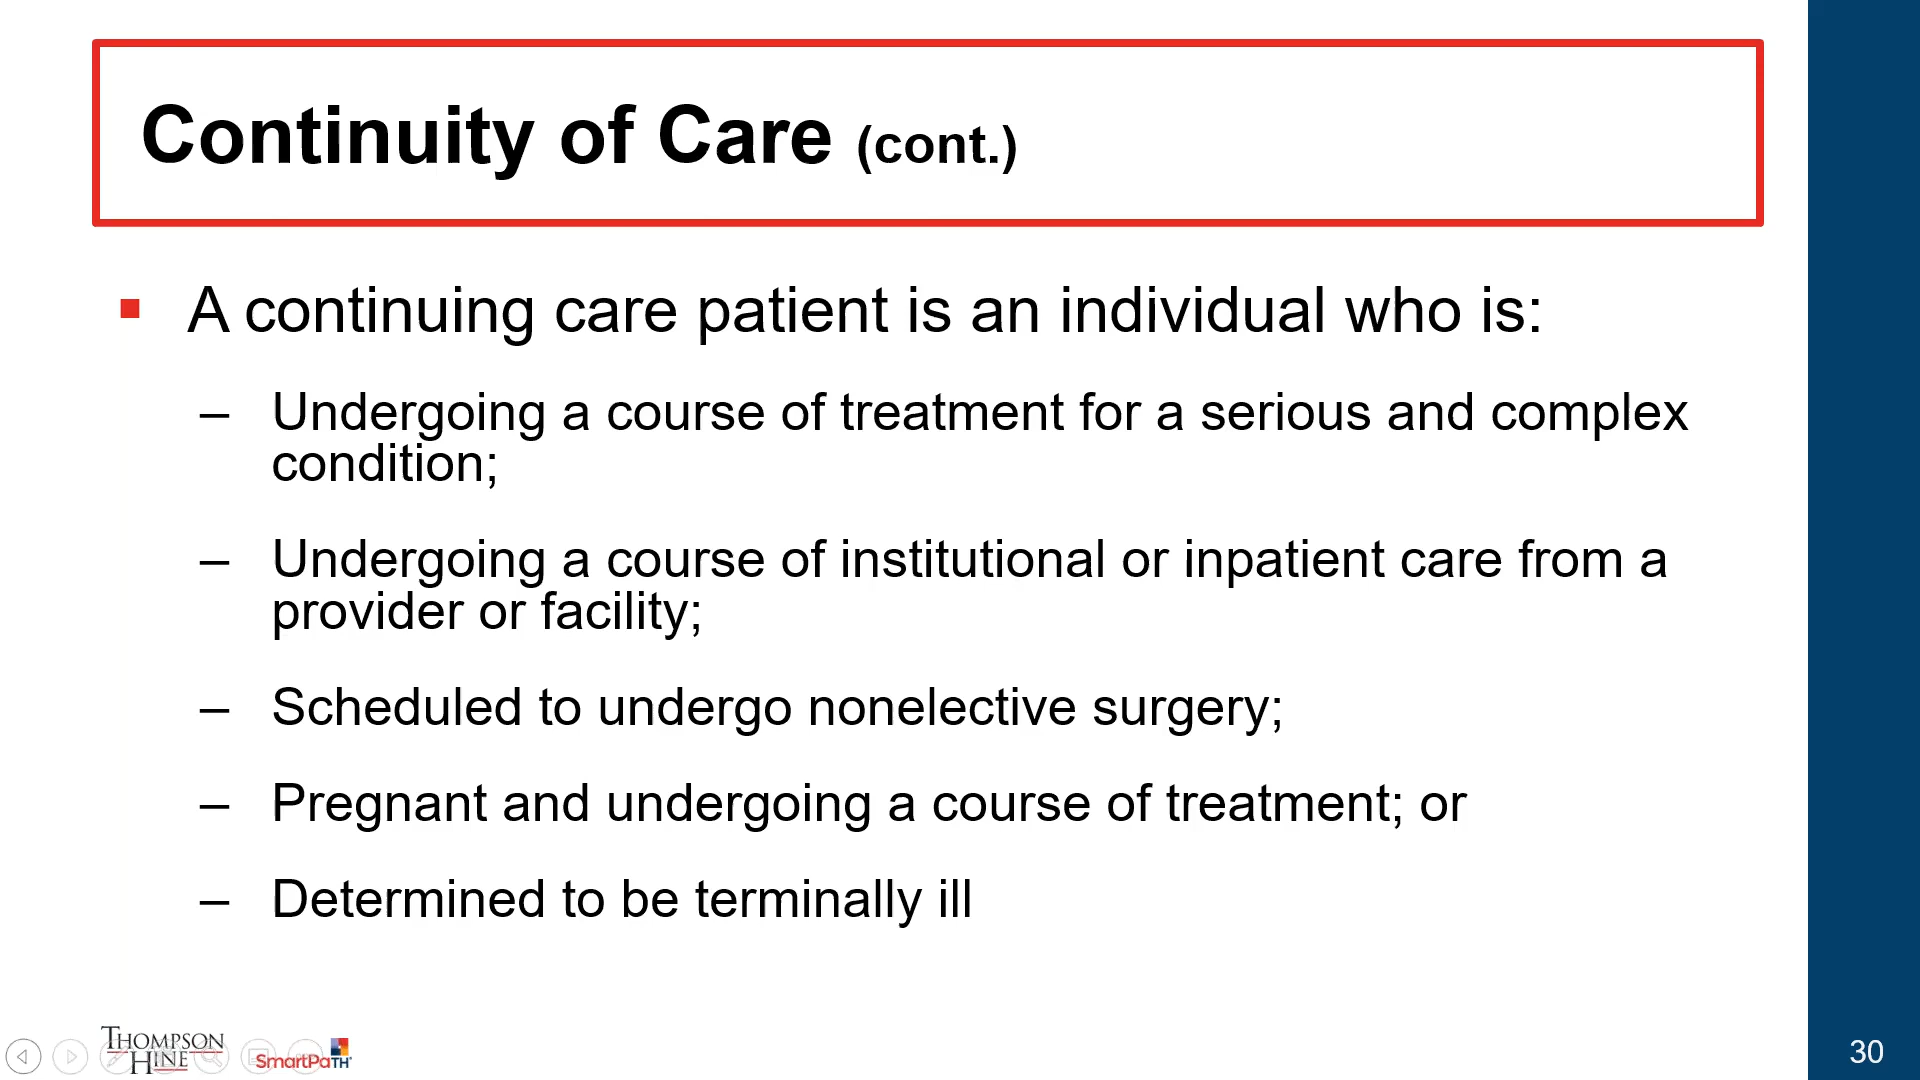 Continuity of Care (cont.)
▪ A continuing care patient is an individual who is:
– Undergoing a course of treatment for a serious and complex
condition;
– Undergoing a course of institutional or inpatient care from a
provider or facility;
– Scheduled to undergo nonelective surgery;
– Pregnant and undergoing a course of treatment; or
– Determined to be terminally ill
THOMPSON
HINE
SmartPaTH
30